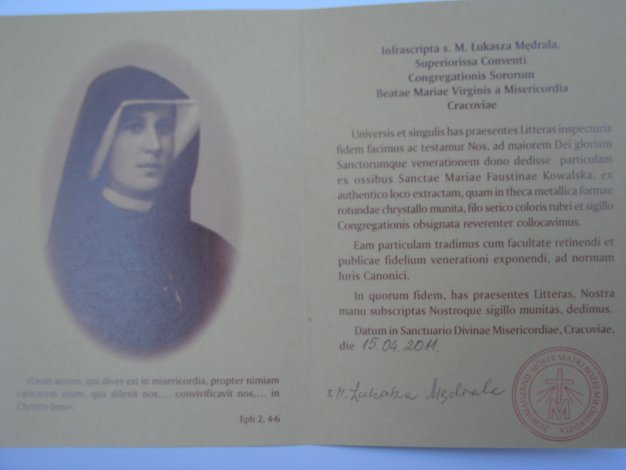 «Deus autem, qui dives est in misericordia, propter nimiam
caritatem suam, qua dilexit nos,... convivificavit nos,... in
Christo Iesu».
Eph 2, 4-6
Infrascripta s. M. Łukasza Mędrala,
Superiorissa Conventi
Congregationis Sororum
Beatae Mariae Virginis a Misericordia
Cracoviae
Universis et singulis has praesentes Litteras inspecturis
fidem facimus ac testamur Nos, ad maiorem Dei gloriam
Sanctorumque venerationem dono dedisse particulam
ex ossibus Sanctae Mariae Faustinae Kowalska, ex
authentico loco extractam, quam in theca metallica formae
rotundae chrystallo munita, filo serico coloris rubri et sigillo
Congregationis obsignata reverenter collocavimus.
Eam particulam tradimus cum facultate retinendi et
publicae fidelium venerationi exponendi, ad normam
Iuris Canonici.
In quorum fidem, has praesentes Litteras, Nostra
manu subscriptas Nostroque sigillo munitas, dedimus.
Datum in Sanctuario Divinae Misericordiae, Cracoviae,
die 15.04.2011.
s.M. Łukasza Mędrala
ZGROMADZENIE SIÓSTR MATKI BOŻEJ MIŁOSIERDZIA